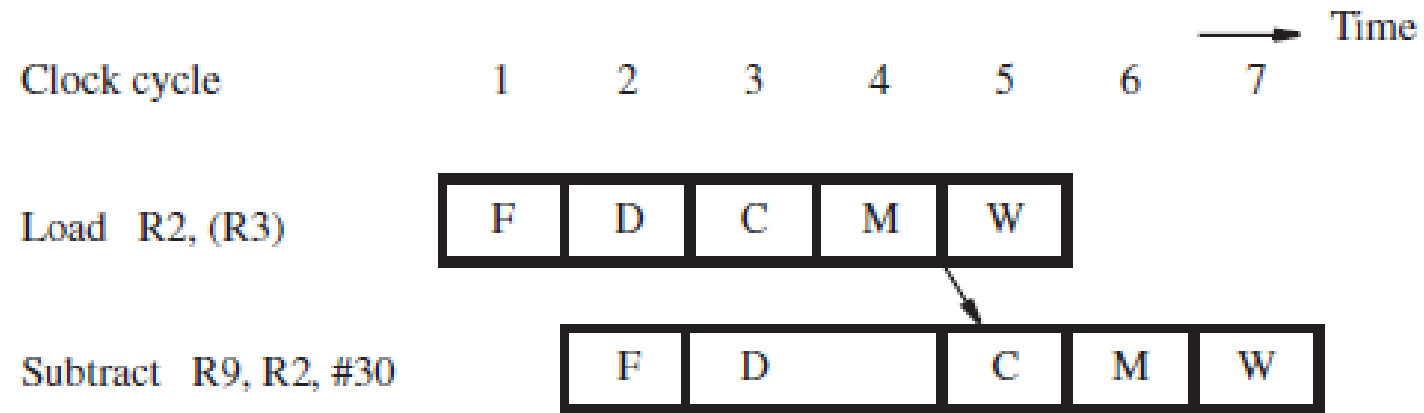 Time
Clock cycle 1 2 3 4 5 6 7
Load R2, (R3) F D C M W
Subtract R9, R2, #30 F D C M W